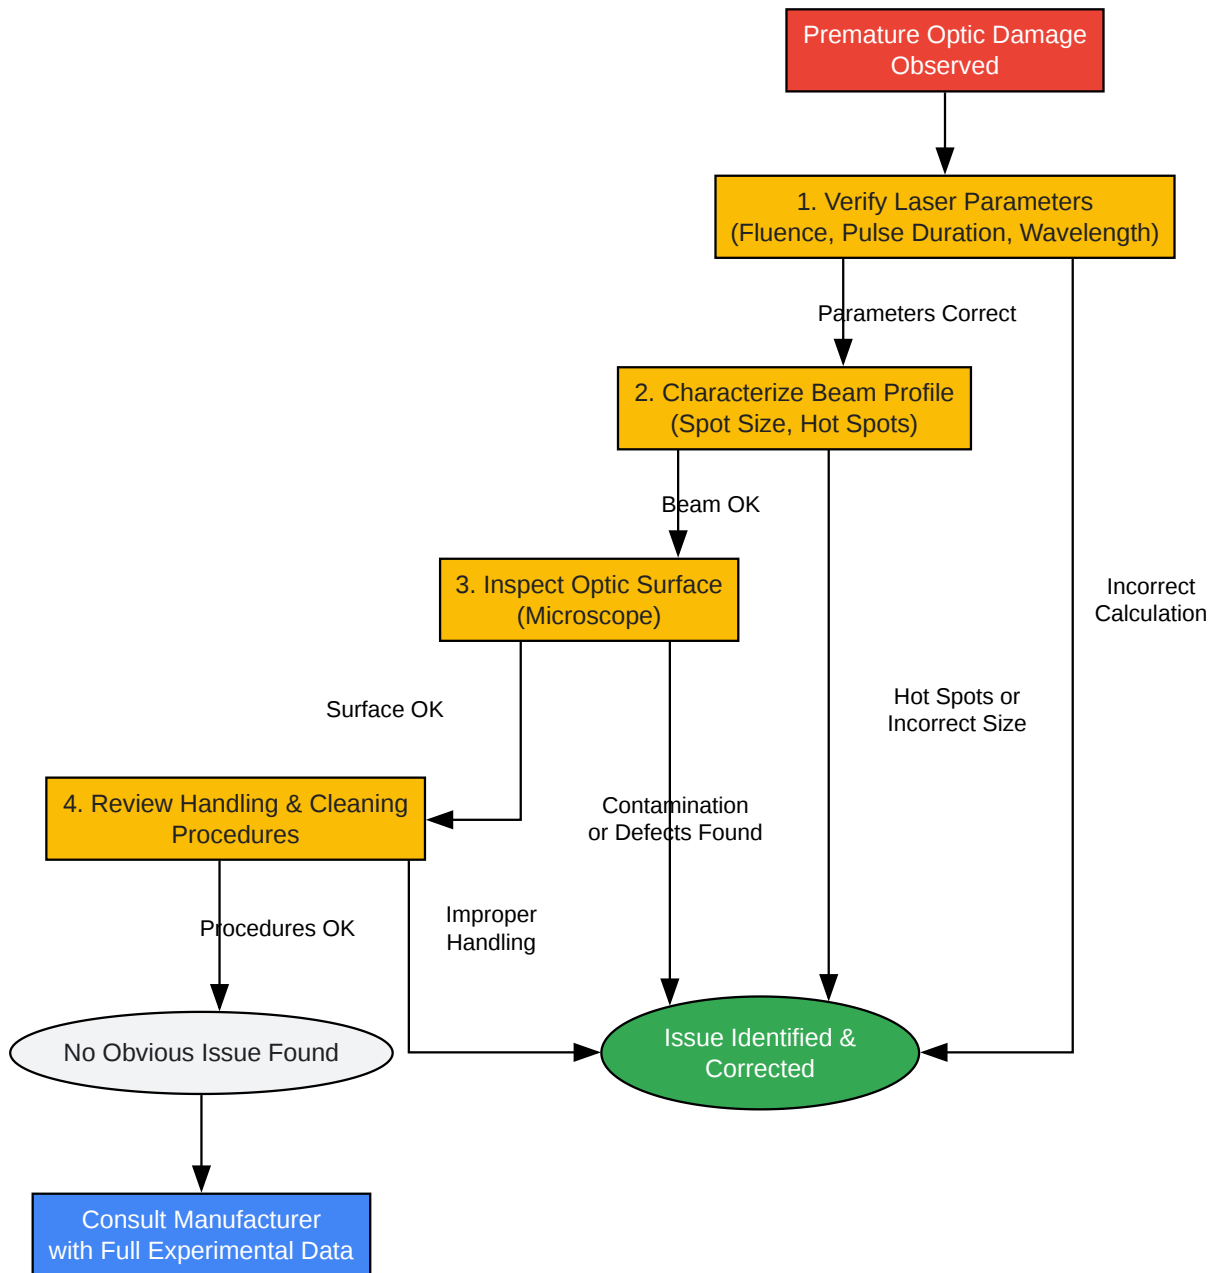 Premature Optic Damage
Observed
1. Verify Laser Parameters
(Fluence, Pulse Duration, Wavelength)
Parameters Correct
2. Characterize Beam Profile
(Spot Size, Hot Spots)
Beam OK
3. Inspect Optic Surface
(Microscope)
Incorrect
Calculation
Surface OK
Hot Spots or
Incorrect Size
4. Review Handling & Cleaning
Procedures
Contamination
or Defects Found
Procedures OK
Improper
Handling
No Obvious Issue Found
Issue Identified &
Corrected
Consult Manufacturer
with Full Experimental Data